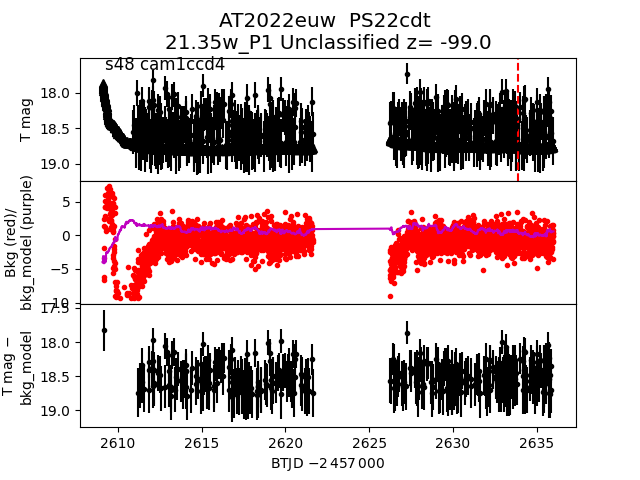 AT2022euw  PS22cdt
21.35w_P1 Unclassified z= -99.0
s48 cam1ccd4
T mag
18.0
18.5
19.0
Bkg (red)/
bkg_model (purple)
5
0
−5
−10
T mag −
bkg_model
17.5
18.0
18.5
19.0
2610 2615 2620 2625 2630 2635
BTJD −2 457 000